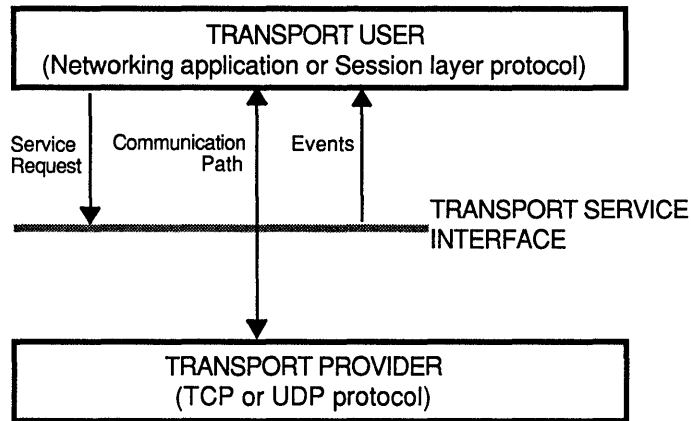 TRANSPORT USER
(Networking application or Session layer protocol)
Service
Request
Communication
Path
Events
TRANSPORT SERVICE
INTERFACE
TRANSPORT PROVIDER
(TCP or UDP protocol)